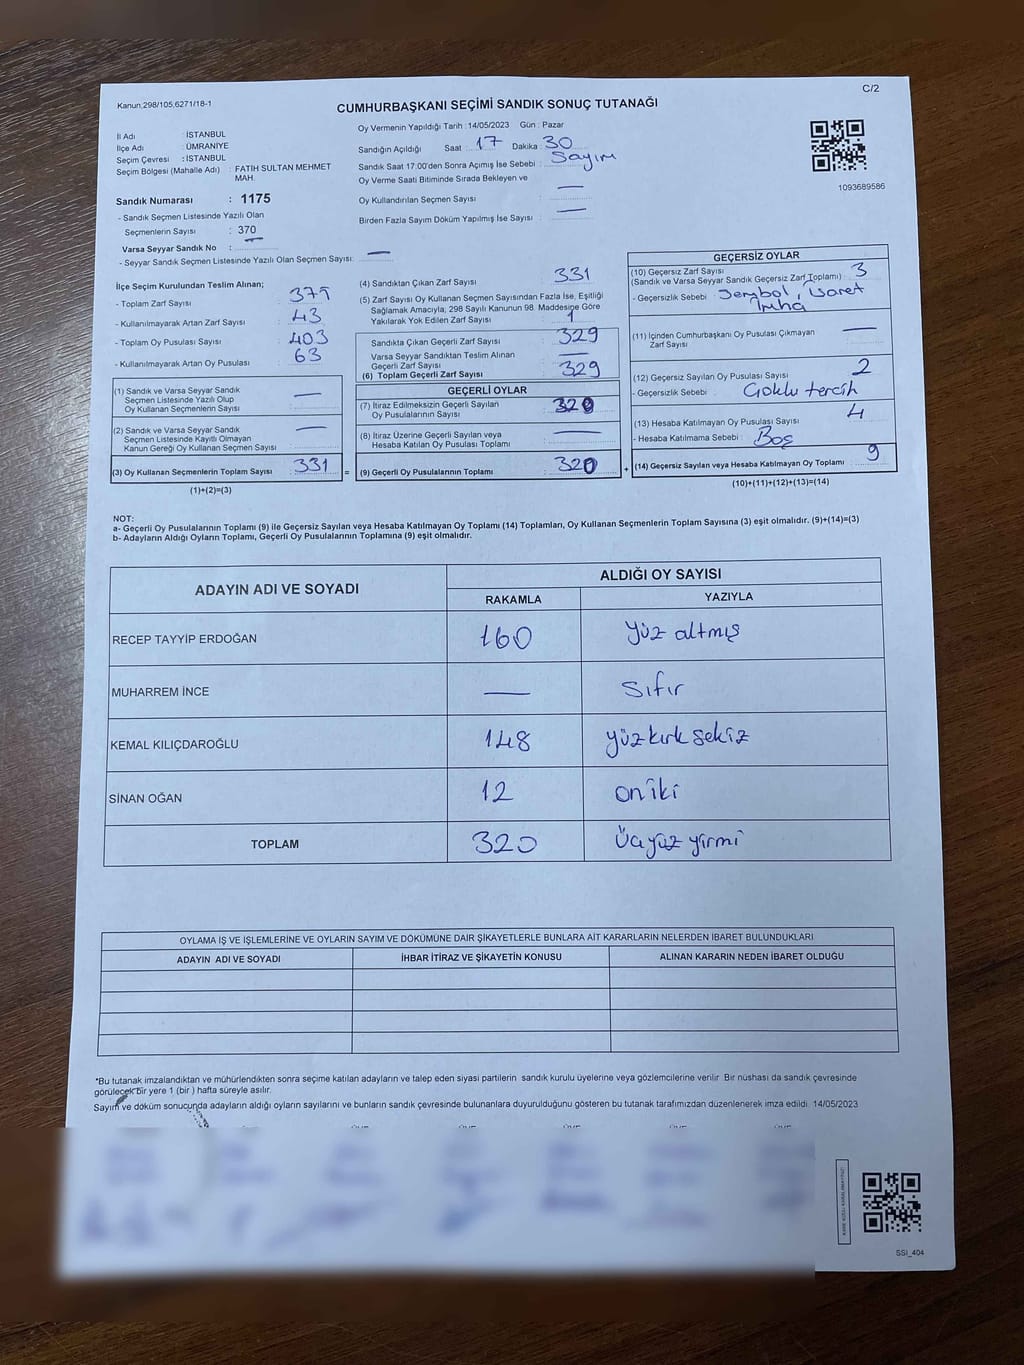 Kanun:298/105,6271/18-1
C/2
CUMHURBAŞKANI SEÇİMİ SANDIK SONUÇ TUTANAĞI
İl Adı : İSTANBUL
İlçe Adı : ÜMRANİYE
Seçim Çevresi : İSTANBUL
Seçim Bölgesi (Mahalle Adı) : FATİH SULTAN MEHMET
MAH.
Sandık Numarası : 1175
- Sandık Seçmen Listesinde Yazılı Olan
Seçmenlerin Sayısı : 370
Varsa Seyyar Sandık No :
- Seyyar Sandık Seçmen Listesinde Yazılı Olan Seçmen Sayısı: —
Oy Vermenin Yapıldığı Tarih :14/05/2023 Gün : Pazar
Sandığın Açıldığı Saat : 17 Dakika : 30
Sandık Saat 17:00'den Sonra Açımış İse Sebebi : Sayım
Oy Verme Saati Bitiminde Sırada Bekleyen ve
Oy Kullandırılan Seçmen Sayısı : —
Birden Fazla Sayım Döküm Yapılmış İse Sayısı : —
1093689586
İlçe Seçim Kurulundan Teslim Alınan;
- Toplam Zarf Sayısı : 375
- Kullanılmayarak Artan Zarf Sayısı : 43
- Toplam Oy Pusulası Sayısı : 403
- Kullanılmayarak Artan Oy Pusulası : 63
(1) Sandık ve Varsa Seyyar Sandık
Seçmen Listesinde Yazılı Olup
Oy Kullanan Seçmenlerin Sayısı : —
(2) Sandık ve Varsa Seyyar Sandık
Seçmen Listesinde Kayıtlı Olmayan
Kanun Gereği Oy Kullanan Seçmen Sayısı : —
(3) Oy Kullanan Seçmenlerin Toplam Sayısı : 331 =
(1)+(2)=(3)
(4) Sandıktan Çıkan Zarf Sayısı : 331
(5) Zarf Sayısı Oy Kullanan Seçmen Sayısından Fazla İse, Eşitliği
Sağlamak Amacıyla; 298 Sayılı Kanunun 98. Maddesine Göre
Yakılarak Yok Edilen Zarf Sayısı : 1
Sandıkta Çıkan Geçerli Zarf Sayısı : 329
Varsa Seyyar Sandıktan Teslim Alınan
Geçerli Zarf Sayısı : —
(6) Toplam Geçerli Zarf Sayısı : 329
GEÇERLİ OYLAR
(7) İtiraz Edilmeksizin Geçerli Sayılan
Oy Pusulalarının Sayısı : 320
(8) İtiraz Üzerine Geçerli Sayılan veya
Hesaba Katılan Oy Pusulası Toplamı : —
(9) Geçerli Oy Pusulalarının Toplamı : 320 +
GEÇERSİZ OYLAR
(10) Geçersiz Zarf Sayısı
(Sandık ve Varsa Seyyar Sandık Geçersiz Zarf Toplamı) : 3
- Geçersizlik Sebebi : Sembol, İşaret
İmha
(11) İçinden Cumhurbaşkanı Oy Pusulası Çıkmayan
Zarf Sayısı : —
(12) Geçersiz Sayılan Oy Pusulası Sayısı : 2
- Geçersizlik Sebebi : Çoklu tercih
(13) Hesaba Katılmayan Oy Pusulası Sayısı : 4
- Hesaba Katılmama Sebebi : Boş
(14) Geçersiz Sayılan veya Hesaba Katılmayan Oy Toplamı : 9
(10)+(11)+(12)+(13)=(14)
NOT:
a- Geçerli Oy Pusulalarının Toplamı (9) ile Geçersiz Sayılan veya Hesaba Katılmayan Oy Toplamı (14) Toplamları, Oy Kullanan Seçmenlerin Toplam Sayısına (3) eşit olmalıdır. (9)+(14)=(3)
b- Adayların Aldığı Oyların Toplamı, Geçerli Oy Pusulalarının Toplamına (9) eşit olmalıdır.
ADAYIN ADI VE SOYADI
ALDIĞI OY SAYISI
RAKAMLA YAZIYLA
RECEP TAYYİP ERDOĞAN 160 yüz altmış
MUHARREM İNCE — Sıfır
KEMAL KILIÇDAROĞLU 148 yüzkırk sekiz
SİNAN OĞAN 12 oniki
TOPLAM 320 Üçyüz yirmi
OYLAMA İŞ VE İŞLEMLERİNE VE OYLARIN SAYIM VE DÖKÜMÜNE DAİR ŞİKAYETLERLE BUNLARA AİT KARARLARIN NELERDEN İBARET BULUNDUKLARI
ADAYIN ADI VE SOYADI İHBAR İTİRAZ VE ŞİKAYETİN KONUSU ALINAN KARARIN NEDEN İBARET OLDUĞU
*Bu tutanak imzalandıktan ve mühürlendikten sonra seçime katılan adayların ve talep eden siyasi partilerin sandık kurulu üyelerine veya gözlemcilerine verilir. Bir nüshası da sandık çevresinde
görülecek bir yere 1 (bir ) hafta süreyle asılır.
Sayım ve döküm sonucunda adayların aldığı oyların sayılarını ve bunların sandık çevresinde bulunanlara duyurulduğunu gösteren bu tutanak tarafımızdan düzenlenerek imza edildi. 14/05/2023
SSI_404